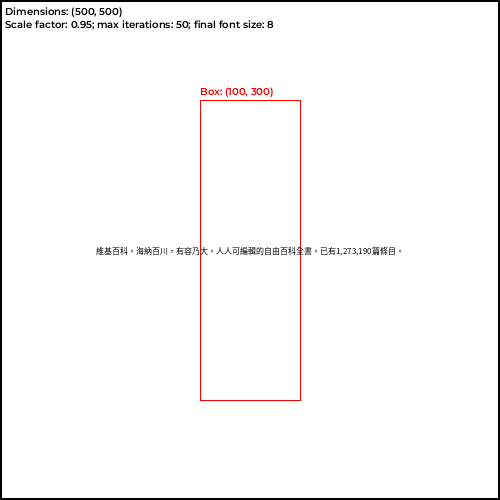 Dimensions: (500, 500)
Scale factor: 0.95; max iterations: 50; final font size: 8
Box: (100, 300)
維基百科。海納百川，有容乃大。人人可編輯的自由百科全書。已有1,273,190篇條目。